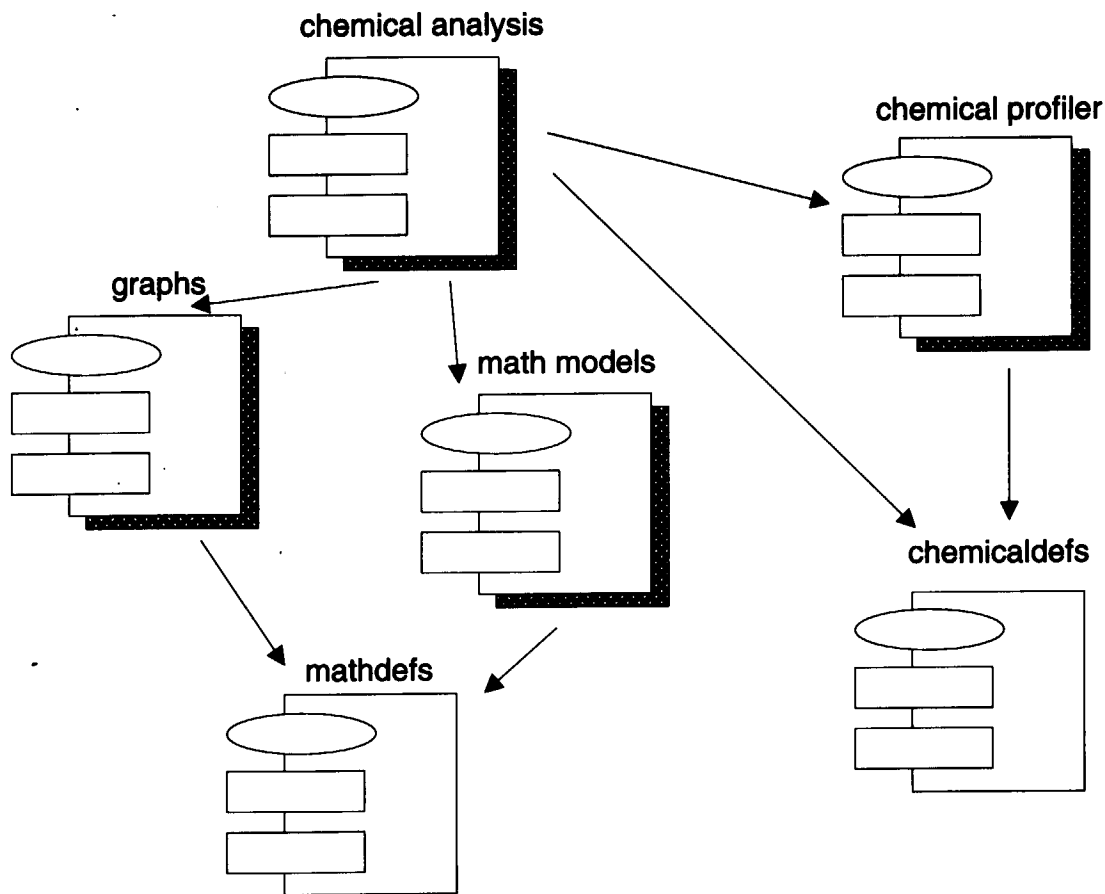 chemical analysis
chemical profiler
graphs
math models
chemicaldefs
mathdefs